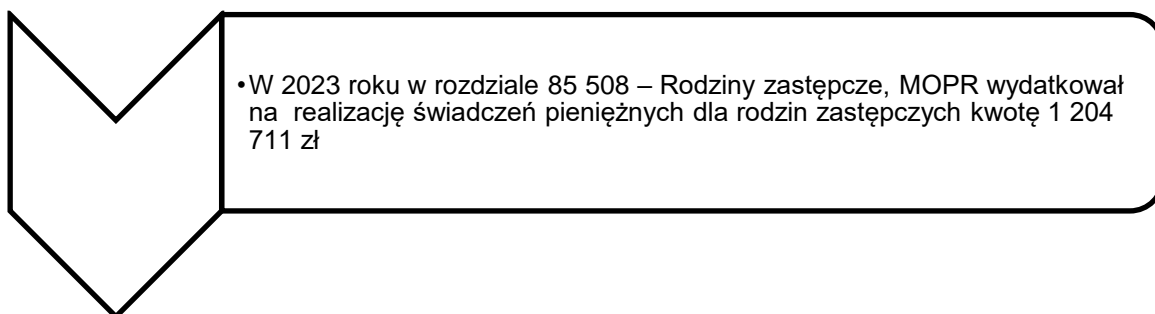 •W 2023 roku w rozdziale 85 508 – Rodziny zastępcze, MOPR wydatkował
na realizację świadczeń pieniężnych dla rodzin zastępczych kwotę 1 204
711 zł